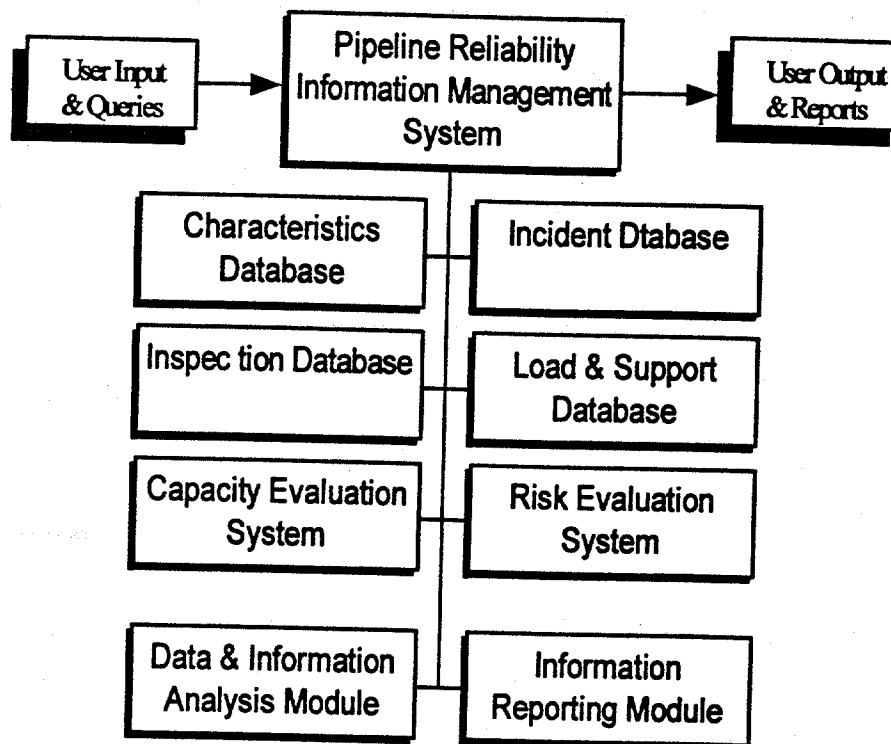 User Input
& Queries
Pipeline Reliability
Information Management
System
User Output
& Reports
Characteristics
Database
Incident Dtabase
Inspec tion Database
Load & Support
Database
Capacity Evaluation
System
Risk Evaluation
System
Data & Information
Analysis Module
Information
Reporting Module